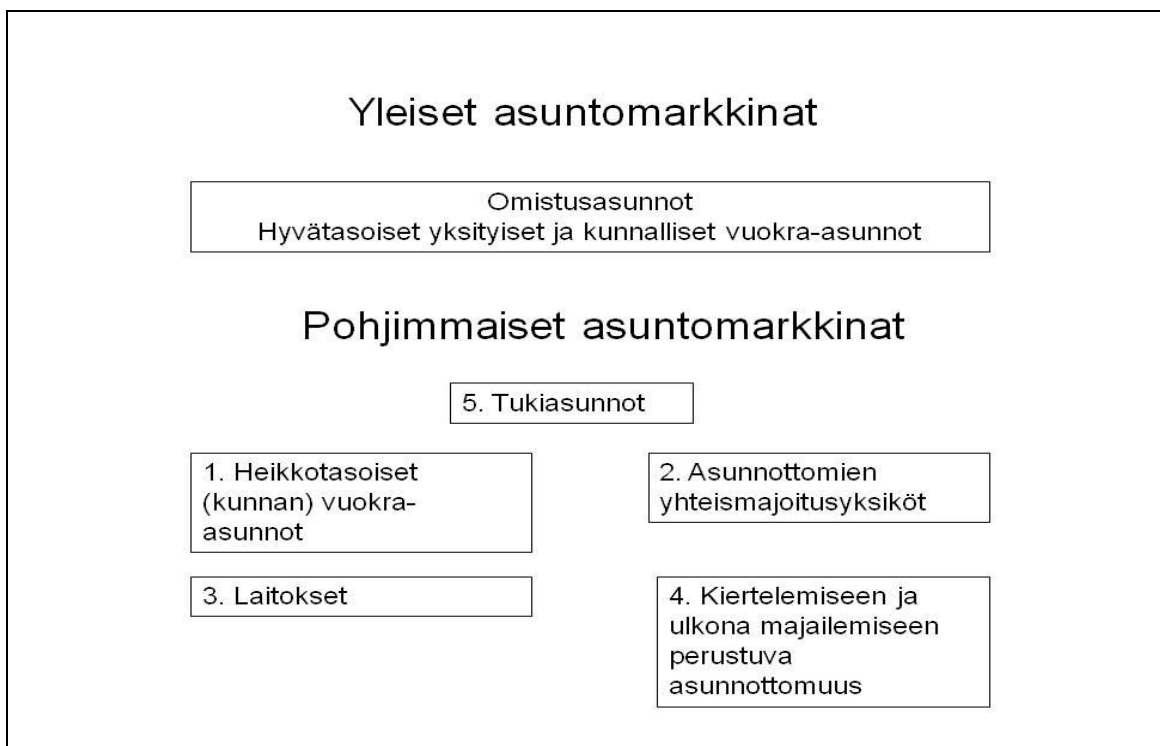 Yleiset asuntomarkkinat
Omistusasunnot
Hyvätasoiset yksityiset ja kunnalliset vuokra-asunnot
Pohjimmaiset asuntomarkkinat
5. Tukiasunnot
1. Heikkotasoiset
(kunnan) vuokra-
asunnot
2. Asunnottomien
yhteismajoitusyksiköt
3. Laitokset
4. Kiertelemiseen ja
ulkona majailemiseen
perustuva
asunnottomuus